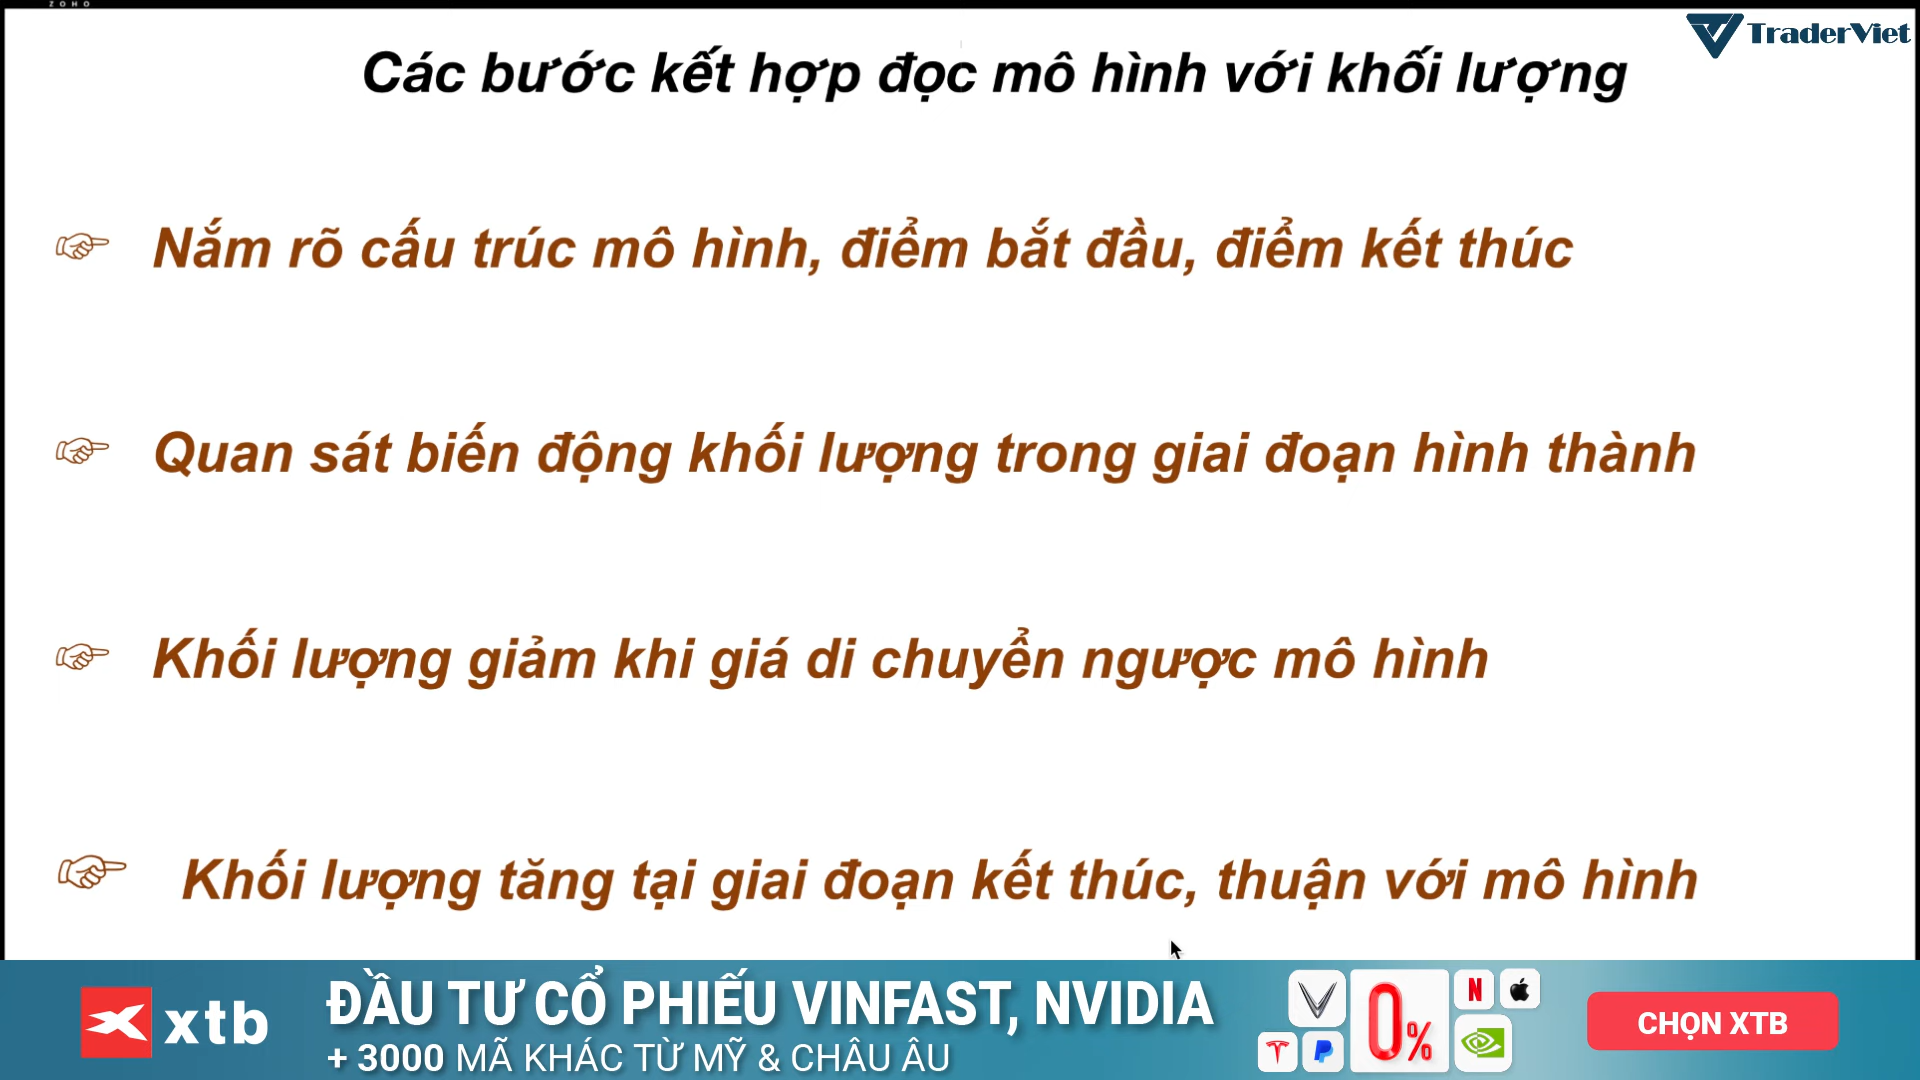 ZOHO
TraderViet
Các bước kết hợp đọc mô hình với khối lượng
Nắm rõ cấu trúc mô hình, điểm bắt đầu, điểm kết thúc
Quan sát biến động khối lượng trong giai đoạn hình thành
Khối lượng giảm khi giá di chuyển ngược mô hình
Khối lượng tăng tại giai đoạn kết thúc, thuận với mô hình
xtb
ĐẦU TƯ CỔ PHIẾU VINFAST, NVIDIA
+ 3000 MÃ KHÁC TỪ MỸ & CHÂU ÂU
0%
N
CHỌN XTB